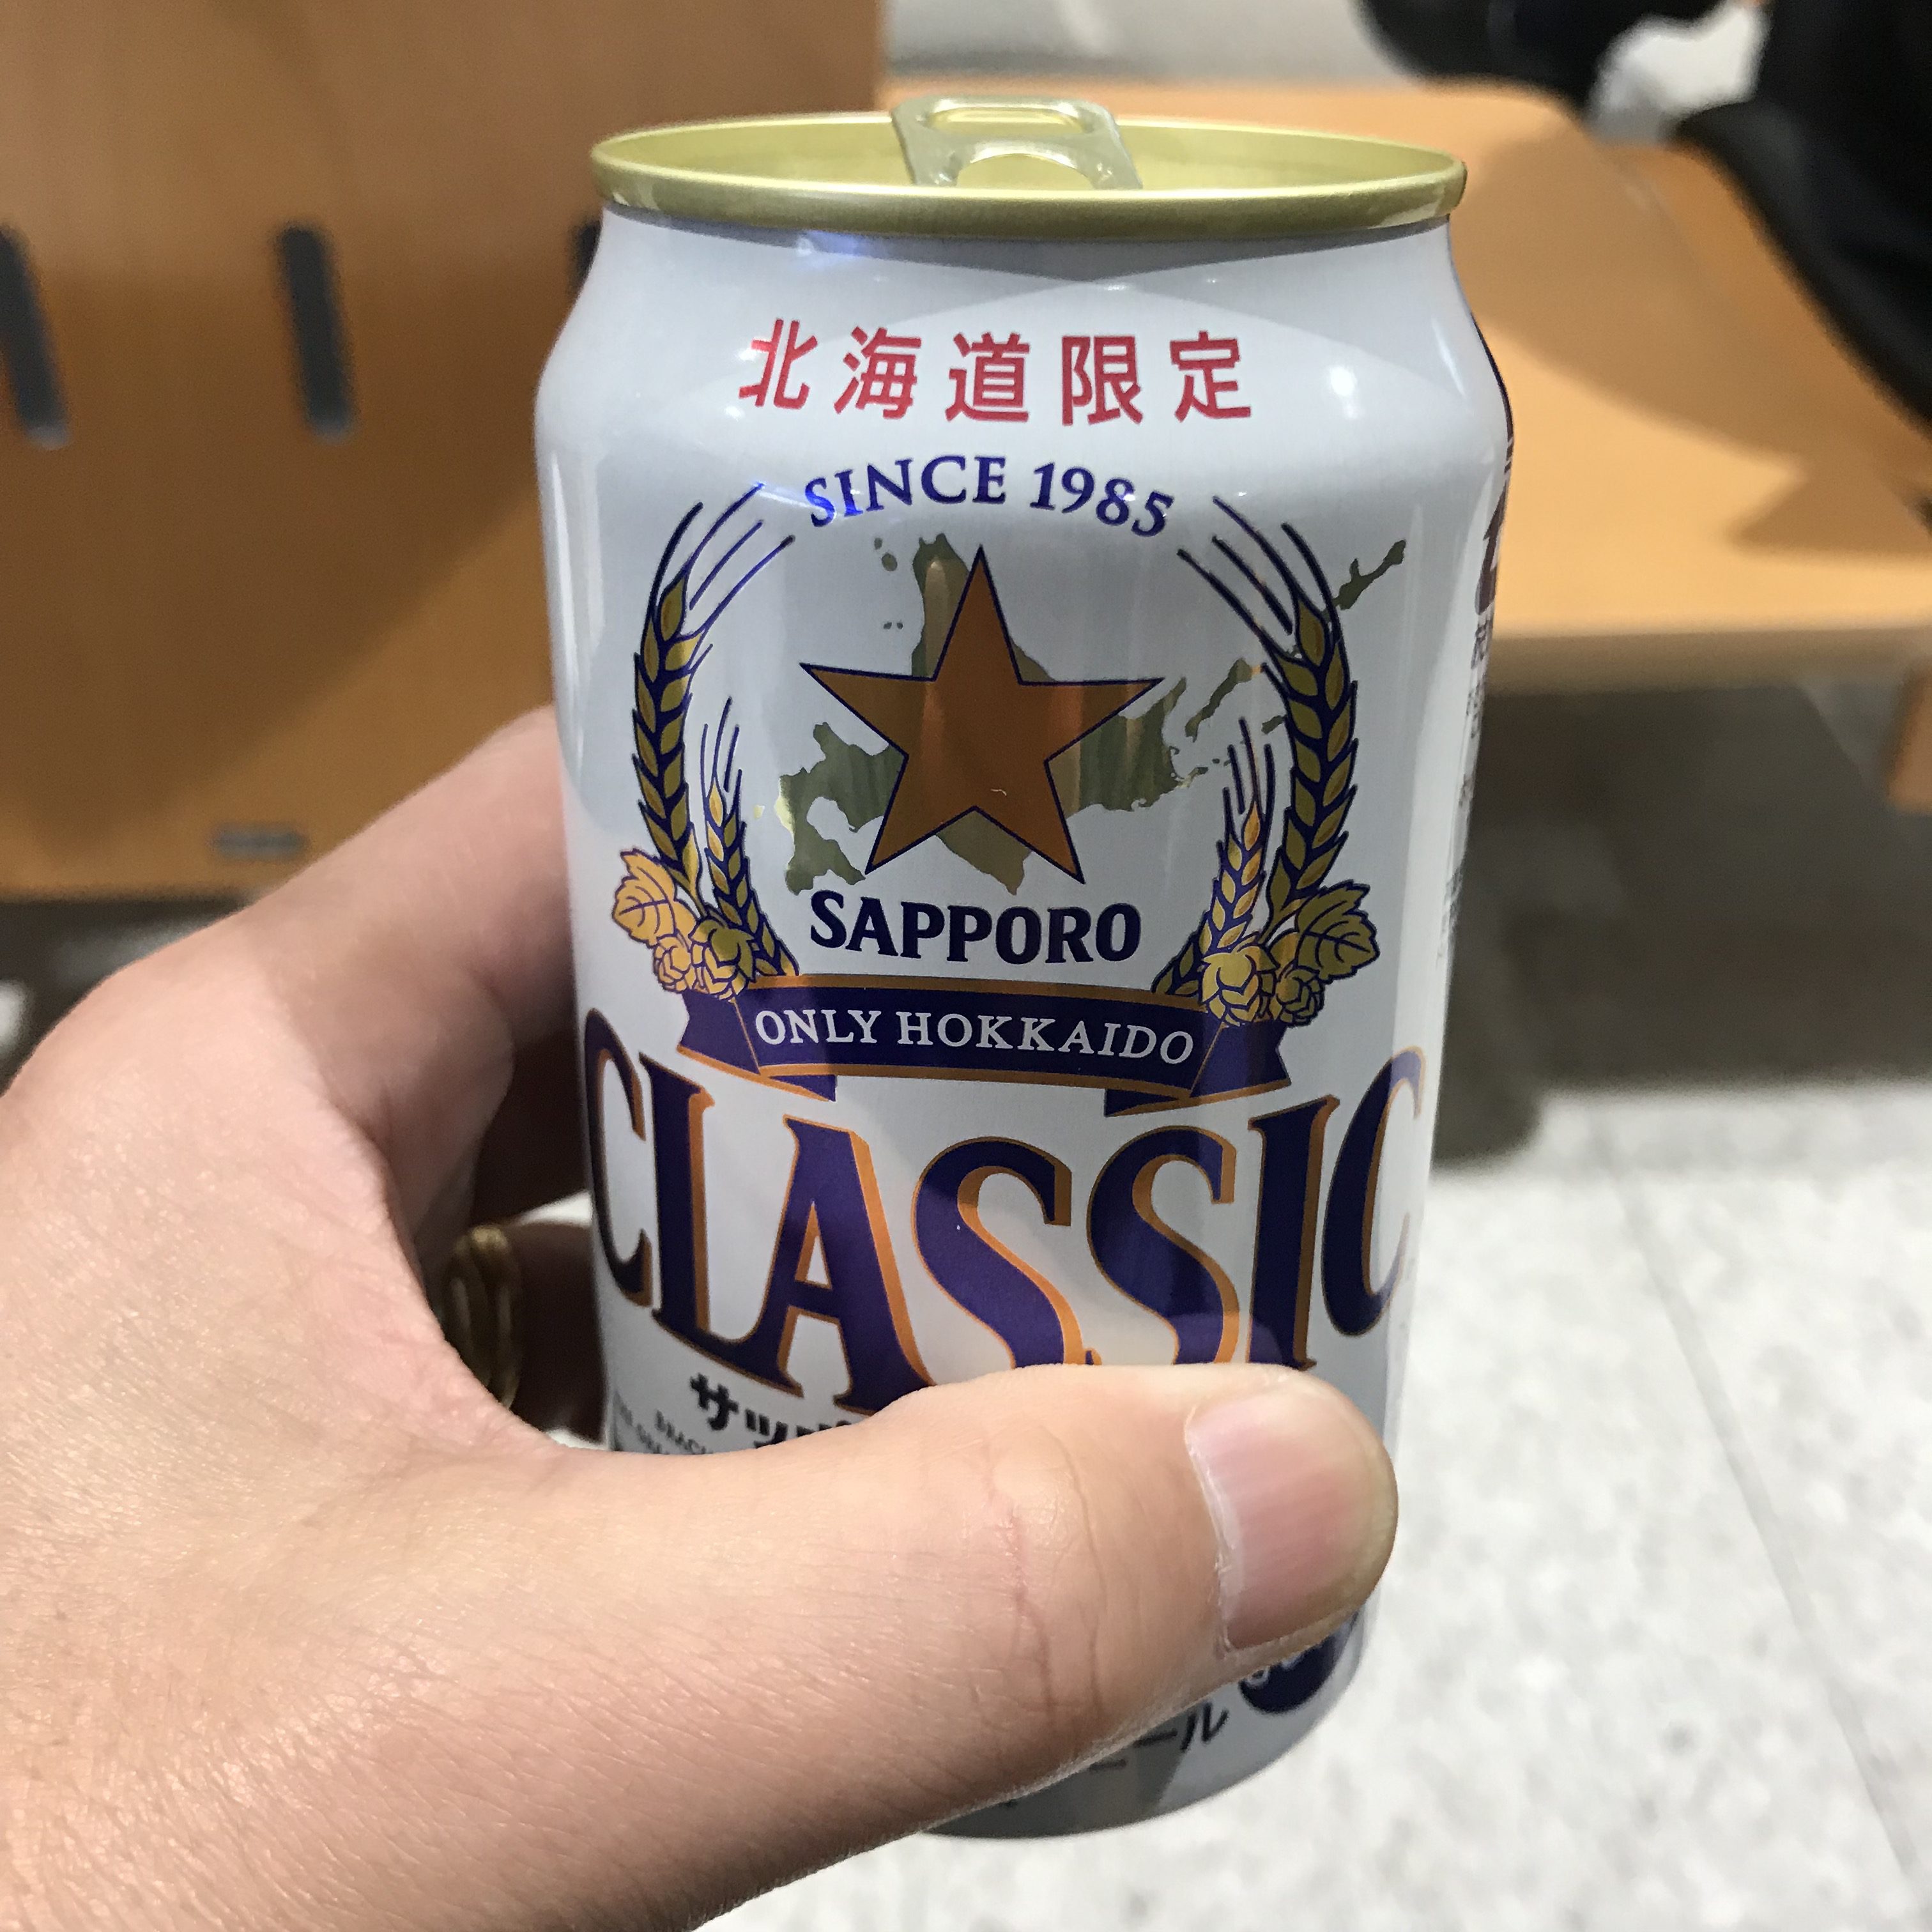 北海道限定
SINCE 1985
SAPPORO
ONLY HOKKAIDO
CLASSIC